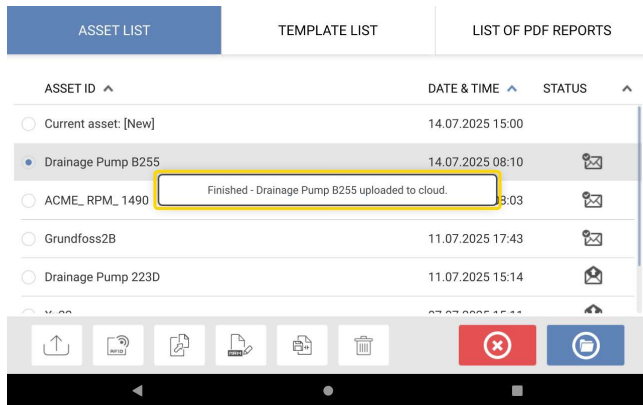 ASSET LIST TEMPLATE LIST LIST OF PDF REPORTS
ASSET ID DATE & TIME STATUS
Current asset: [New] 14.07.2025 15:00
Drainage Pump B255 14.07.2025 08:10
Finished - Drainage Pump B255 uploaded to cloud.
ACME_ RPM_ 1490
Grundfoss2B 11.07.2025 17:43
Drainage Pump 223D 11.07.2025 15:14
RFID